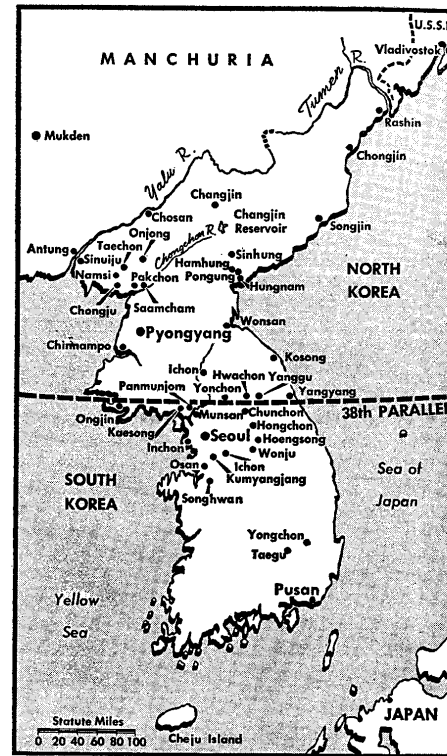 U.S.S.R.
Vladivostok
MANCHURIA
Tumen R.
Mukden
Rashin
Chongjin
Yalu R.
Changjin
Chosan
Changjin
Reservoir
Chongchon R.
Songjin
Onjong
Taechon
Antung
Sinuiju
Sinhung
Hamhung
Namsi
Pakchon
Pongung
NORTH
KOREA
Hungnam
Chongju
Saamcham
Wonsan
Pyongyang
Chinnampo
Kosong
Ichon
Hwachon
Yanggu
Panmunjom
Yonchon
Yangyang
38th PARALLEL
Ongjin
Munsan
Chunchon
Kaesong
Hongchon
Seoul
Hoengsong
Inchon
Wonju
Sea of
Japan
Osan
Ichon
Kumyangjang
SOUTH
KOREA
Songhwan
Yongchon
Taegu
Pusan
Yellow
Sea
JAPAN
Statute Miles
0 20 40 60 80 100
Cheju Island